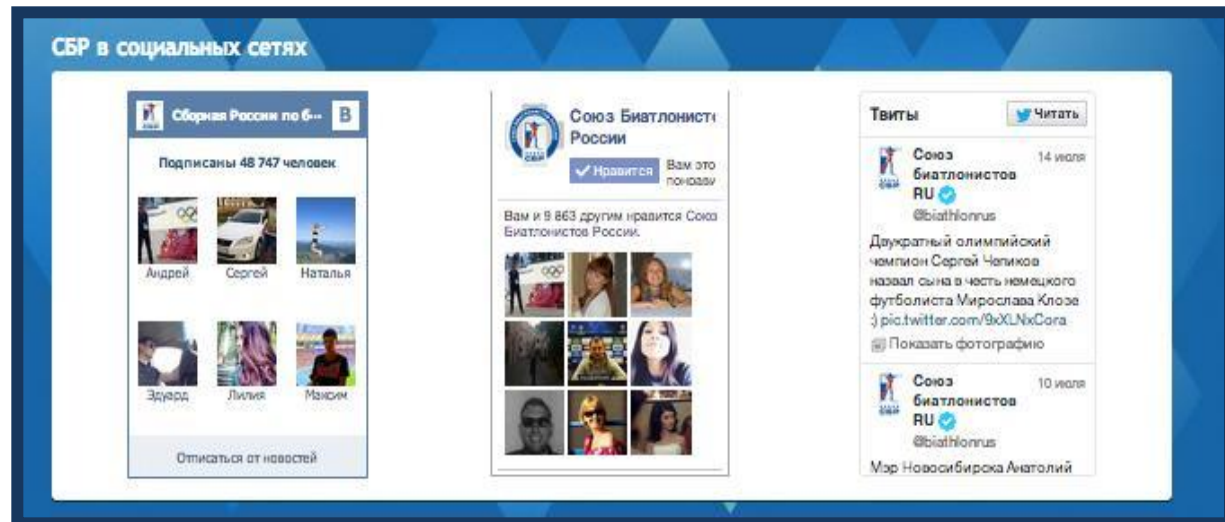 СБР в социальных сетях
Сборная России по б...
В
Подписаны 48 747 человек
Андрей Сергей Наталья
Эдуард Лилия Максим
Отписаться от новостей
СБР
Союз Биатлонисто
России
Нравится
Вам это
понрави
Вам и 9 863 другим нравится Союз
Биатлонистов России.
Твиты
Читать
Союз
биатлонистов
RU
14 июля
@biathlonrus
Двукратный олимпийский
чемпион Сергей Чепиков
назвал сына в честь немецкого
футболиста Мирослава Клозе
:) pic.twitter.com/9xXLNxCora
Показать фотографию
Союз
биатлонистов
RU
10 июля
@biathlonrus
Мэр Новосибирска Анатолий